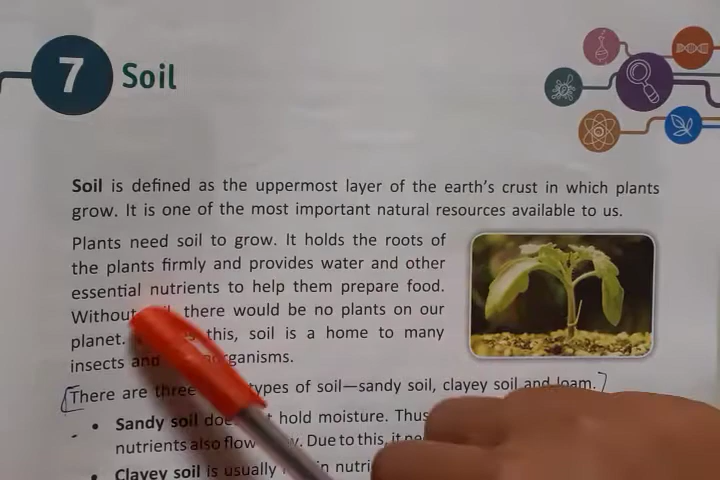 7 Soil
Soil is defined as the uppermost layer of the earth's crust in which plants
grow. It is one of the most important natural resources available to us.
Plants need soil to grow. It holds the roots of
the plants firmly and provides water and other
essential nutrients to help them prepare food.
Without there would be no plants on our
planet. this, soil is a home to many
insects and
There are three types of soil—sandy soil, clayey soil and loam.
• Sandy soil hold moisture. Thus
nutrients also flow Due to this, it
• Clayey soil is usually in